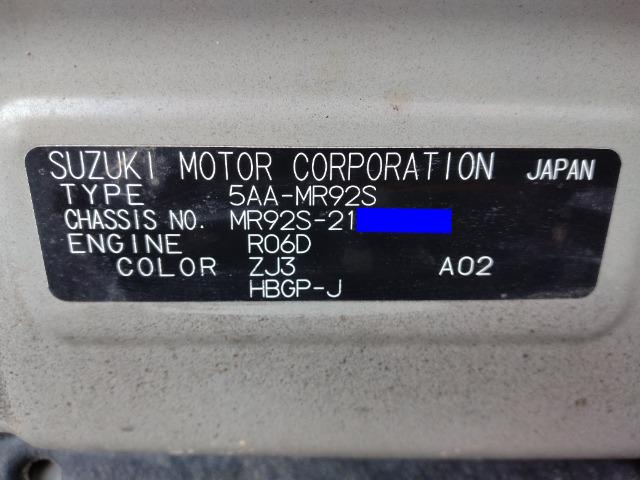 SUZUKI MOTOR CORPORATION JAPAN
TYPE 5AA-MR92S
CHASSIS NO. MR92S-21
ENGINE R06D
COLOR ZJ3 A02
HBGP-J